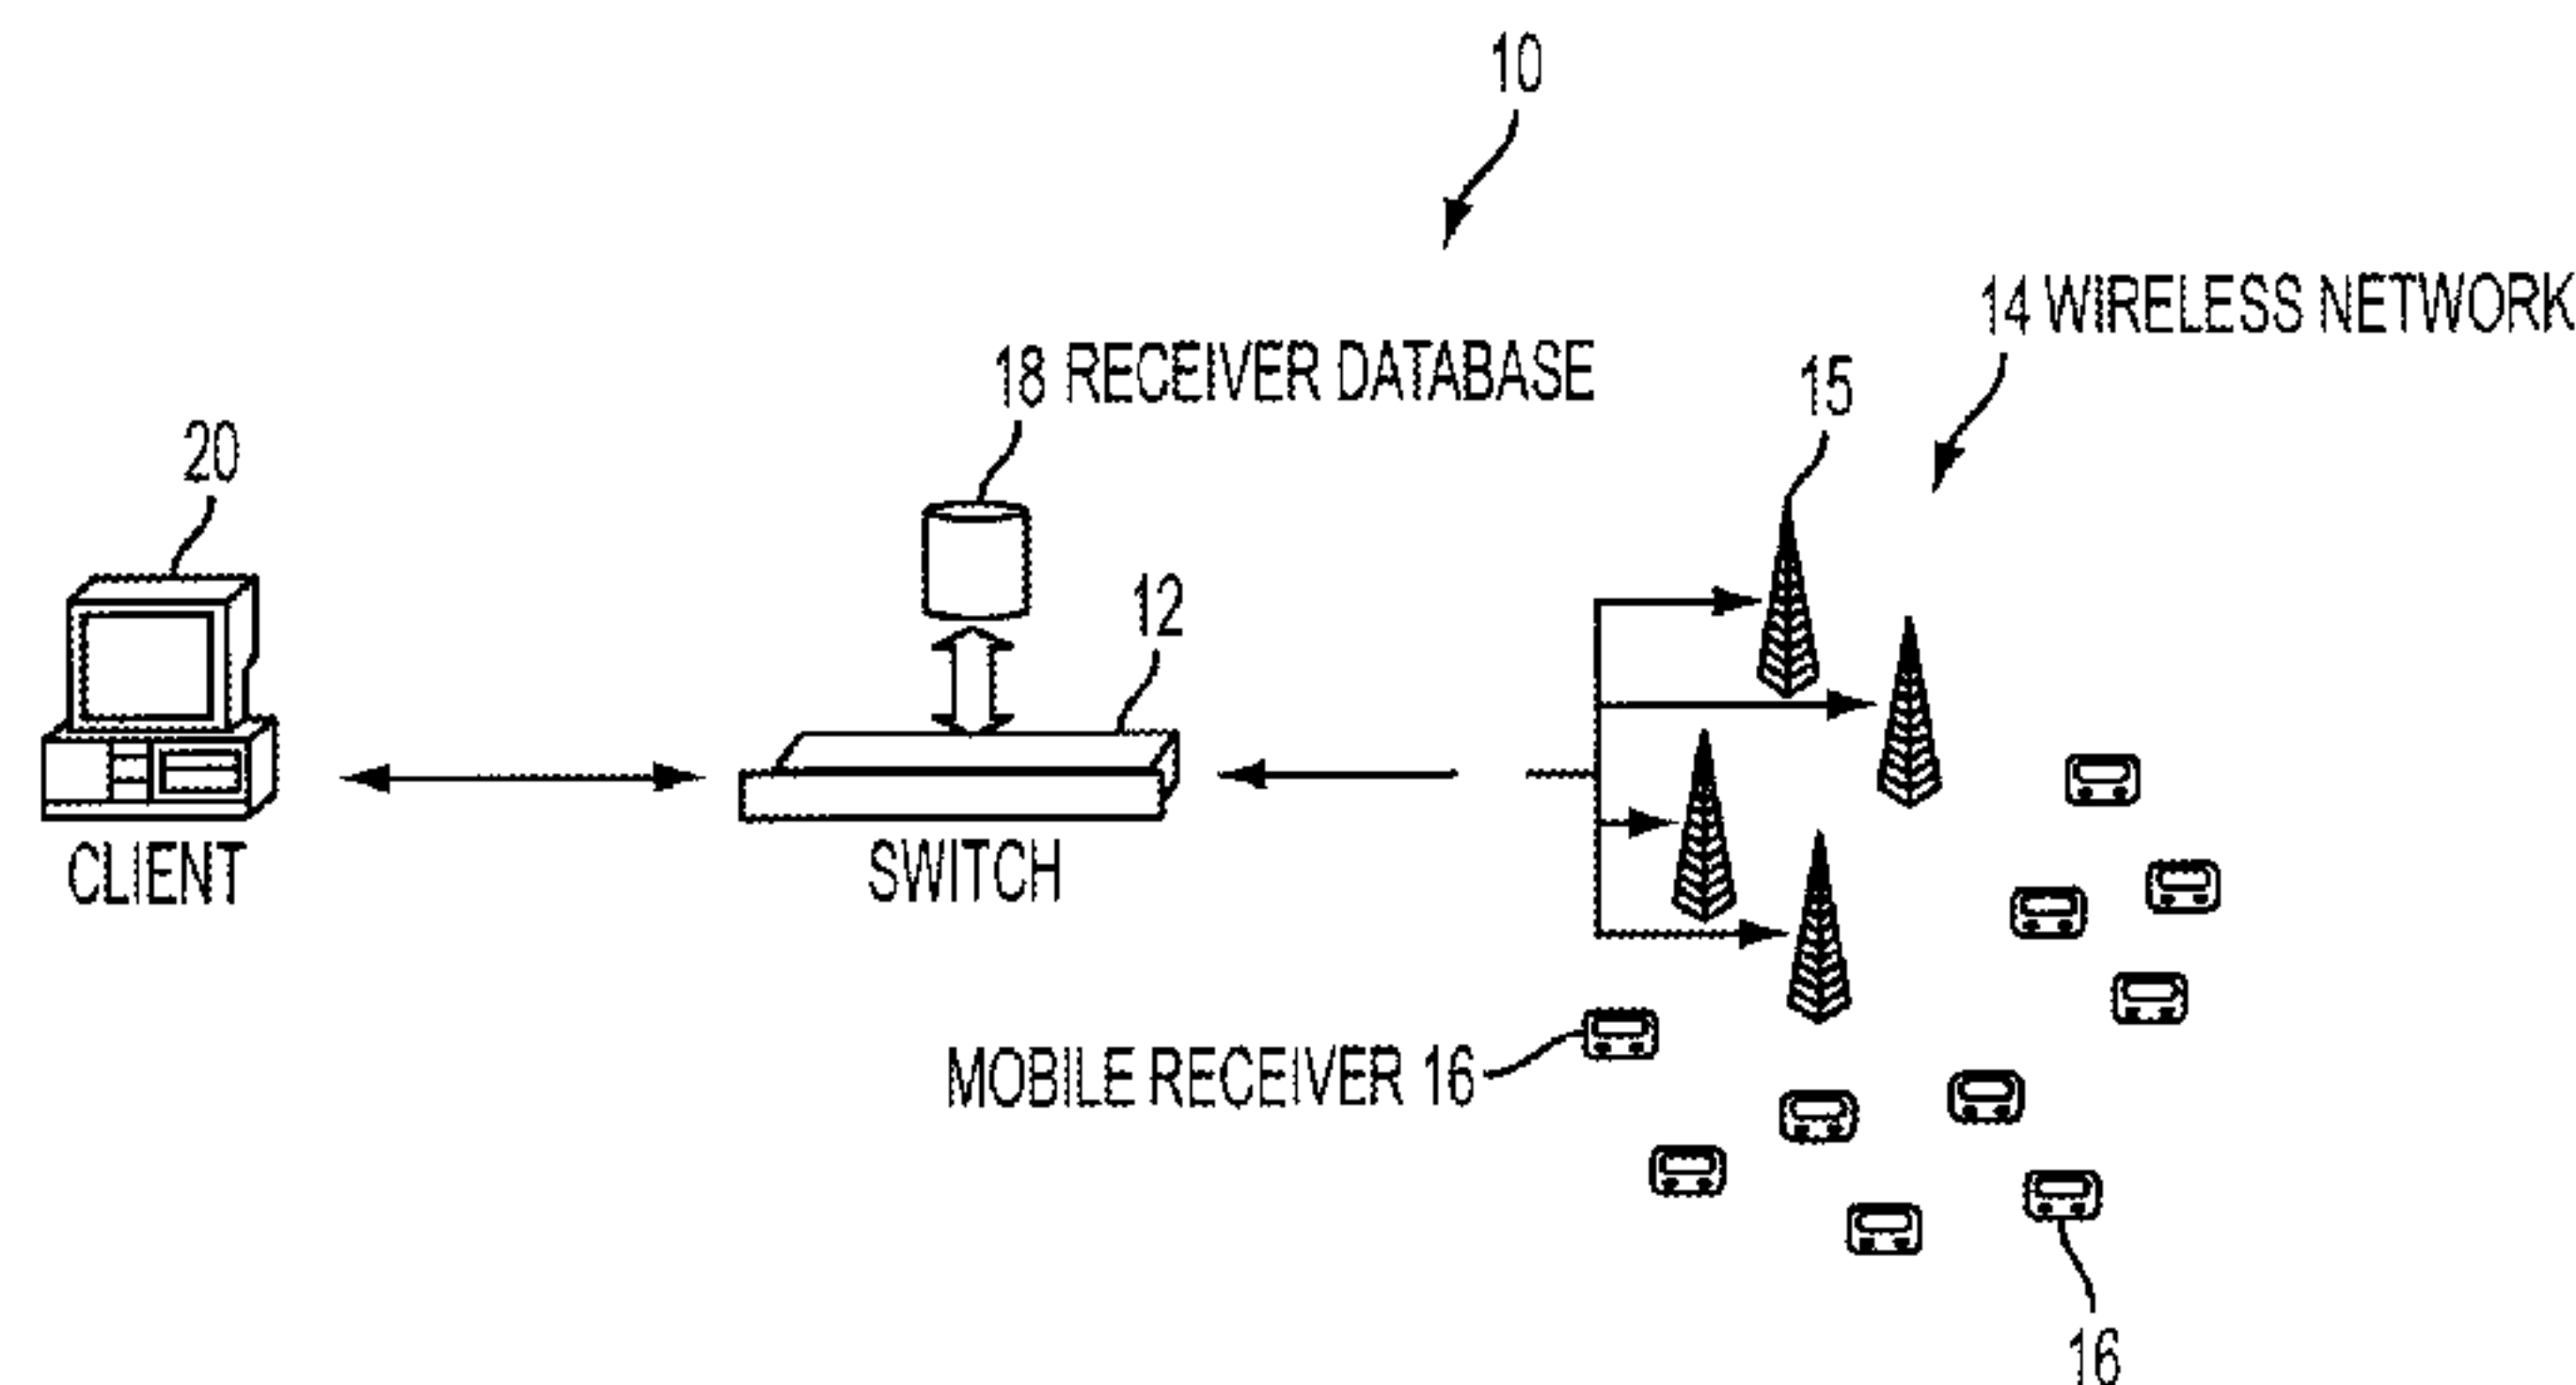 10
14 WIRELESS NETWORK
18 RECEIVER DATABASE
15
20
12
CLIENT
SWITCH
MOBILE RECEIVER 16
16